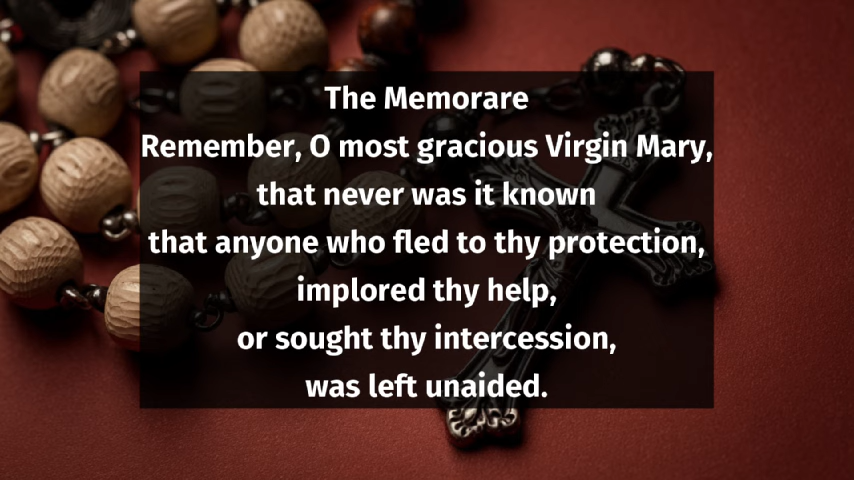 The Memorare
Remember, O most gracious Virgin Mary,
that never was it known
that anyone who fled to thy protection,
implored thy help,
or sought thy intercession,
was left unaided.